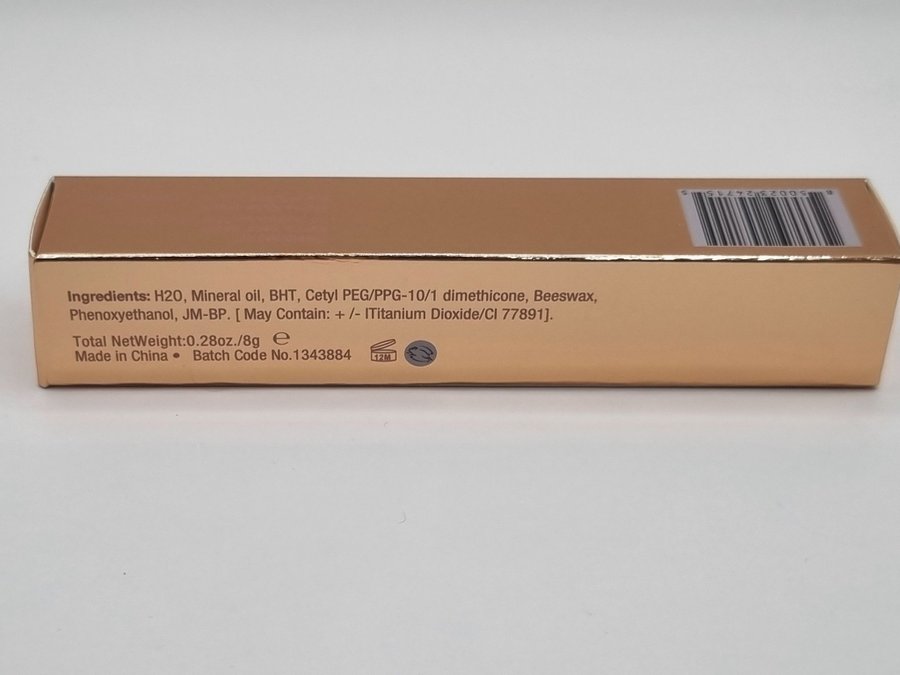 Ingredients: H2O, Mineral oil, BHT, Cetyl PEG/PPG-10/1 dimethicone, Beeswax,
Phenoxyethanol, JM-BP. [ May Contain: + /- ITitanium Dioxide/CI 77891].
Total NetWeight:0.28oz./8g ℮
Made in China • Batch Code No.1343884
12M